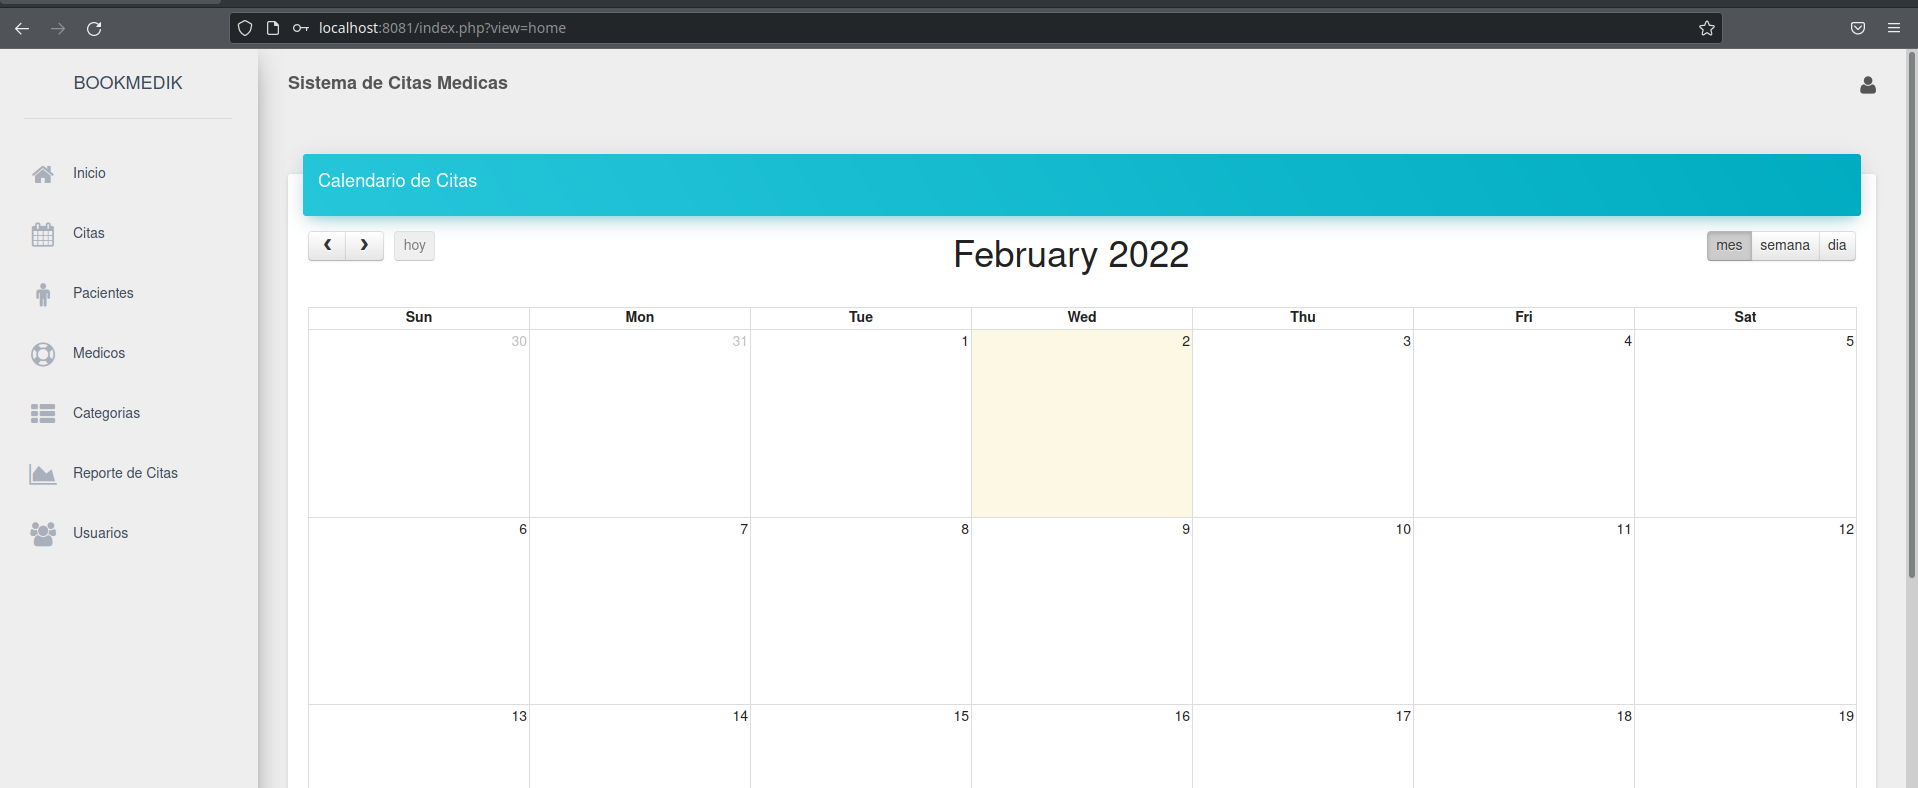 localhost:8081/index.php?view=home
BOOKMEDIK
Sistema de Citas Medicas
Inicio
Citas
Pacientes
Medicos
Categorias
Reporte de Citas
Usuarios
Calendario de Citas
hoy
February 2022
mes semana dia
Sun Mon Tue Wed Thu Fri Sat
30 31 1 2 3 4 5
6 7 8 9 10 11 12
13 14 15 16 17 18 19